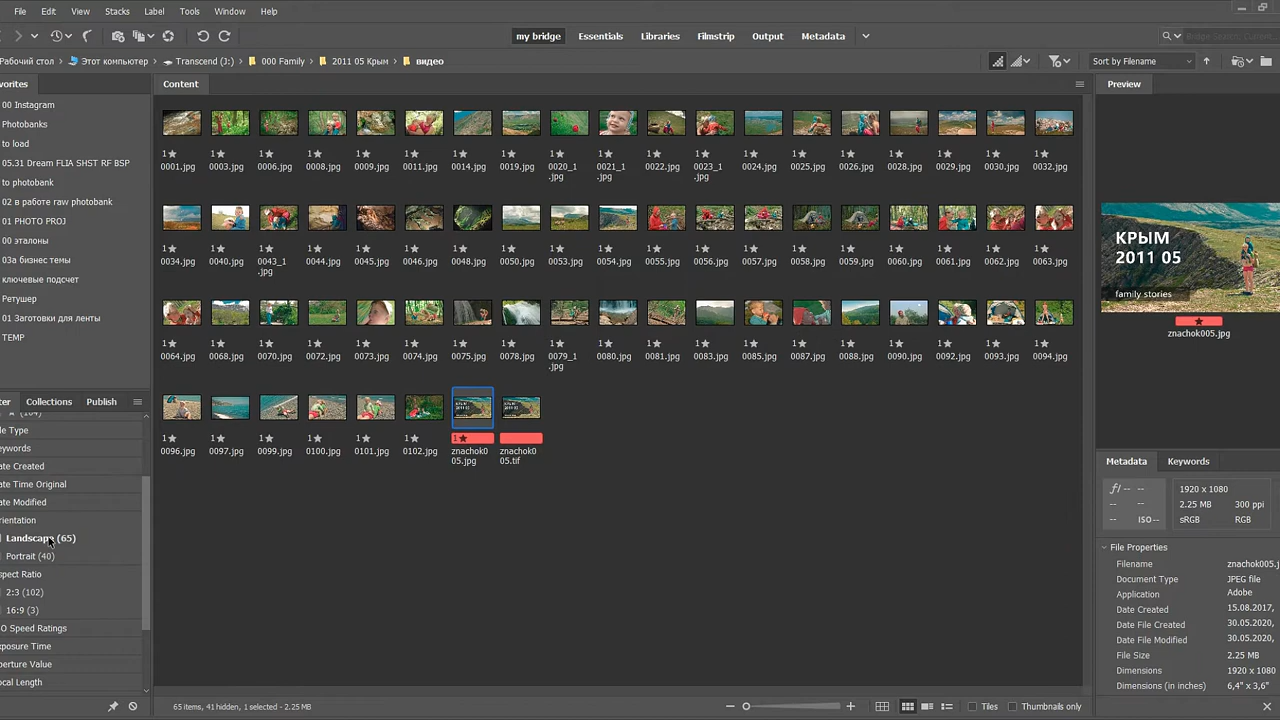 File Edit View Stacks Label Tools Window Help
my bridge Essentials Libraries Filmstrip Output Metadata
Bridge Search: Current...
Рабочий стол Этот компьютер Transcend (J:) 000 Family 2011 05 Крым видео
Sort by Filename
avorites
Content
Preview
00 Instagram
Photobanks
to load
05.31 Dream FLIA SHST RF BSP
to photobank
02 в работе raw photobank
01 PHOTO PROJ
00 эталоны
03а бизнес темы
ключевые подсчет
Ретушер
01 Заготовки для ленты
TEMP
0001.jpg 0003.jpg 0006.jpg 0008.jpg 0009.jpg 0011.jpg 0014.jpg 0019.jpg 0020_1.jpg 0021_1.jpg 0022.jpg 0023_1.jpg 0024.jpg 0025.jpg 0026.jpg 0028.jpg 0029.jpg 0030.jpg 0032.jpg
0034.jpg 0040.jpg 0043_1.jpg 0044.jpg 0045.jpg 0046.jpg 0048.jpg 0050.jpg 0053.jpg 0054.jpg 0055.jpg 0056.jpg 0057.jpg 0058.jpg 0059.jpg 0060.jpg 0061.jpg 0062.jpg 0063.jpg
0064.jpg 0068.jpg 0070.jpg 0072.jpg 0073.jpg 0074.jpg 0075.jpg 0078.jpg 0079_1.jpg 0080.jpg 0081.jpg 0083.jpg 0085.jpg 0087.jpg 0088.jpg 0090.jpg 0092.jpg 0093.jpg 0094.jpg
0096.jpg 0097.jpg 0099.jpg 0100.jpg 0101.jpg 0102.jpg znachok005.jpg znachok005.tif
КРЫМ
2011 05
family stories
znachok005.jpg
ter Collections Publish
(104)
le Type
eywords
ate Created
ate Time Original
ate Modified
rientation
Landscape (65)
Portrait (40)
spect Ratio
2:3 (102)
16:9 (3)
O Speed Ratings
xposure Time
perture Value
ocal Length
Metadata Keywords
ƒ/ -- --
-- --
-- ISO--
1920 x 1080
2.25 MB 300 ppi
sRGB RGB
File Properties
Filename znachok005.j
Document Type JPEG file
Application Adobe
Date Created 15.08.2017,
Date File Created 30.05.2020,
Date File Modified 30.05.2020,
File Size 2.25 MB
Dimensions 1920 x 1080
Dimensions (in inches) 6,4" x 3,6"
65 items, 41 hidden, 1 selected - 2.25 MB
Tiles Thumbnails only